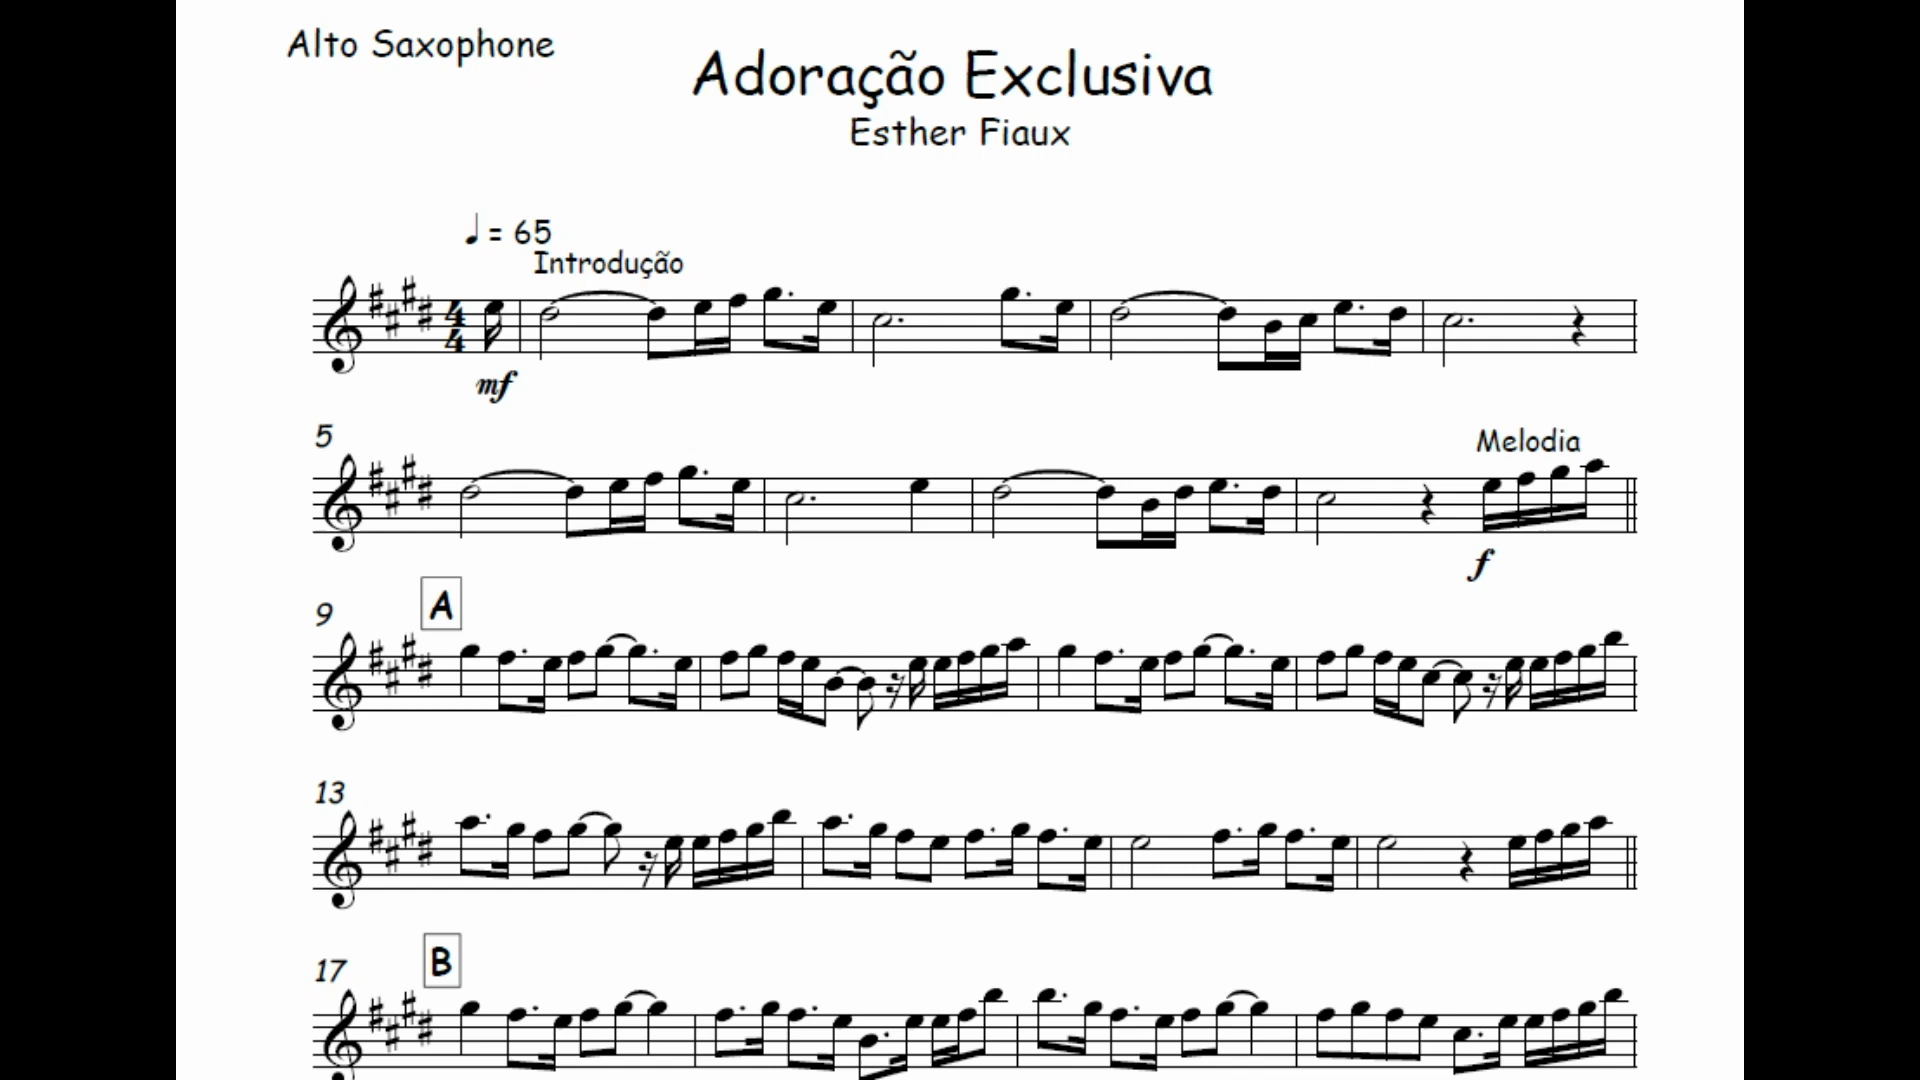 Alto Saxophone
Adoração Exclusiva
Esther Fiaux
♩ = 65
Introdução
4/4
mf
5
Melodia
f
9
A
13
17
B